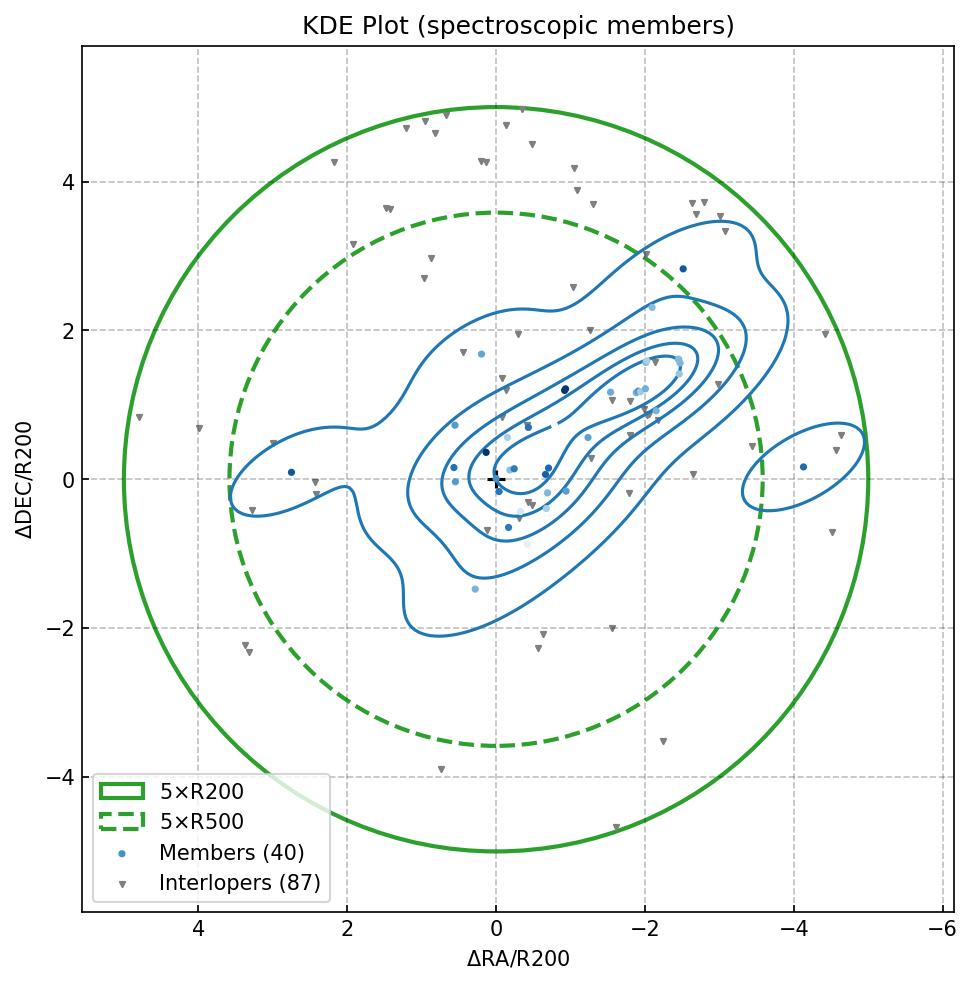 KDE Plot (spectroscopic members)
ΔDEC/R200
4
2
0
−2
−4
5×R200
5×R500
Members (40)
Interlopers (87)
4
2
0
−2
−4
−6
ΔRA/R200